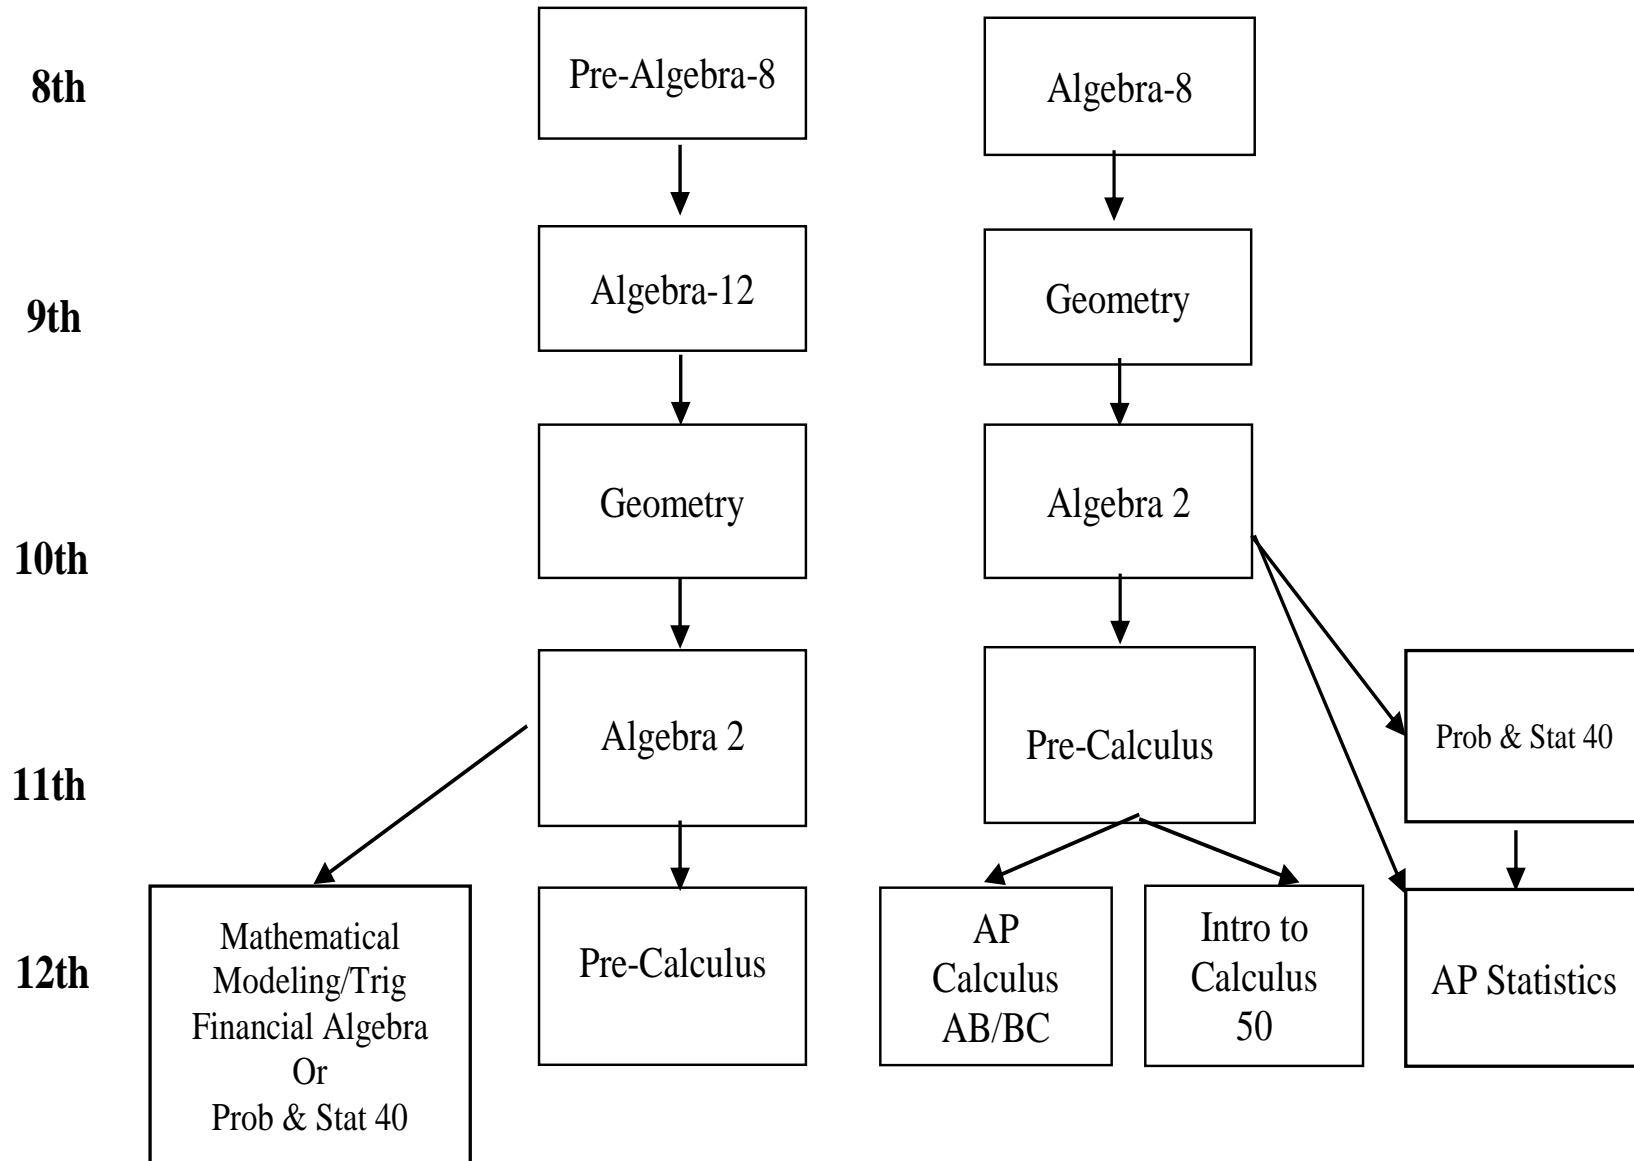 8th
Pre-Algebra-8
Algebra-8
9th
Algebra-12
Geometry
10th
Geometry
Algebra 2
11th
Algebra 2
Pre-Calculus
Prob & Stat 40
12th
Mathematical
Modeling/Trig
Financial Algebra
Or
Prob & Stat 40
Pre-Calculus
AP
Calculus
AB/BC
Intro to
Calculus
50
AP Statistics